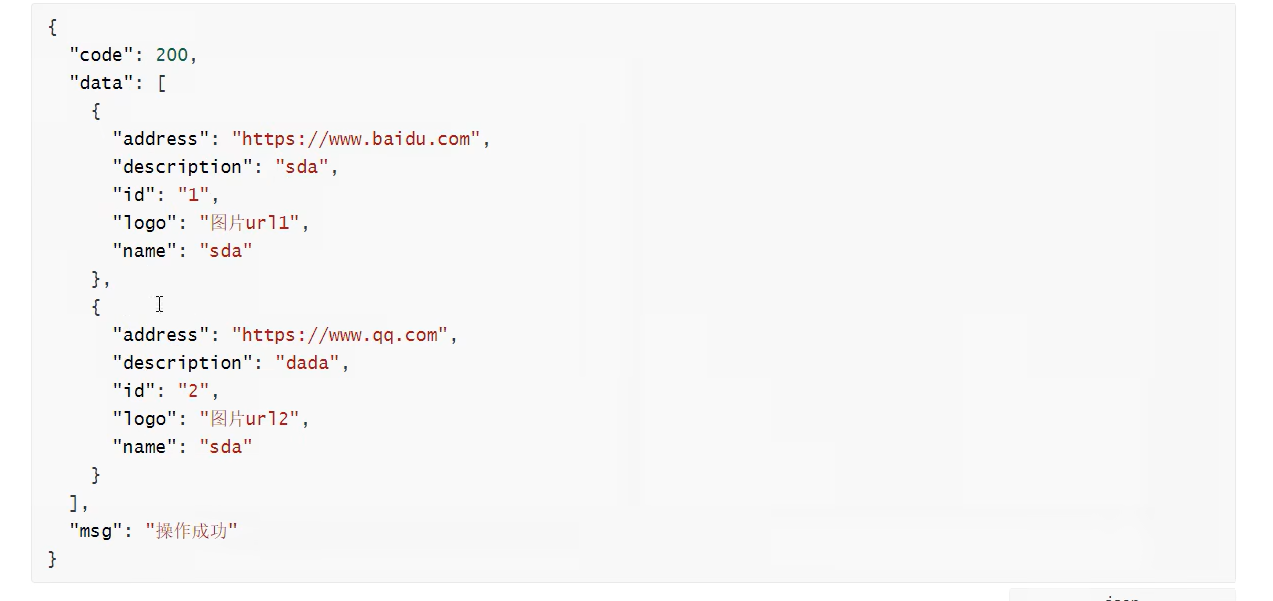 {
"code": 200,
"data": [
{
"address": "https://www.baidu.com",
"description": "sda",
"id": "1",
"logo": "图片url1",
"name": "sda"
},
{
"address": "https://www.qq.com",
"description": "dada",
"id": "2",
"logo": "图片url2",
"name": "sda"
}
],
"msg": "操作成功"
}
json